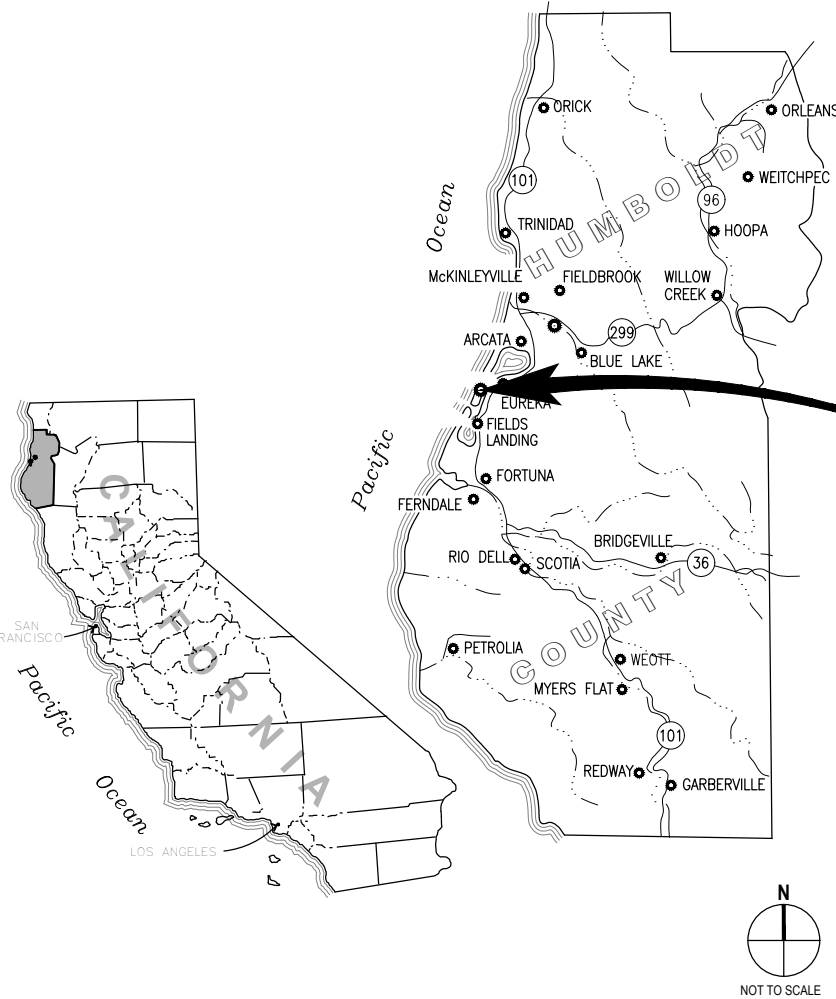 ORICK
ORLEANS
WEITCHPEC
101
96
HOOPA
TRINIDAD
HUMBOLDT
Ocean
McKINLEYVILLE
FIELDBROOK
WILLOW
CREEK
299
ARCATA
BLUE LAKE
EUREKA
FIELDS
LANDING
Pacific
FORTUNA
FERNDALE
BRIDGEVILLE
RIO DELL
SCOTIA
36
COUNTY
PETROLIA
WEOTT
MYERS FLAT
101
REDWAY
GARBERVILLE
CALIFORNIA
SAN
RANCISCO
Pacific
Ocean
LOS ANGELES
N
NOT TO SCALE